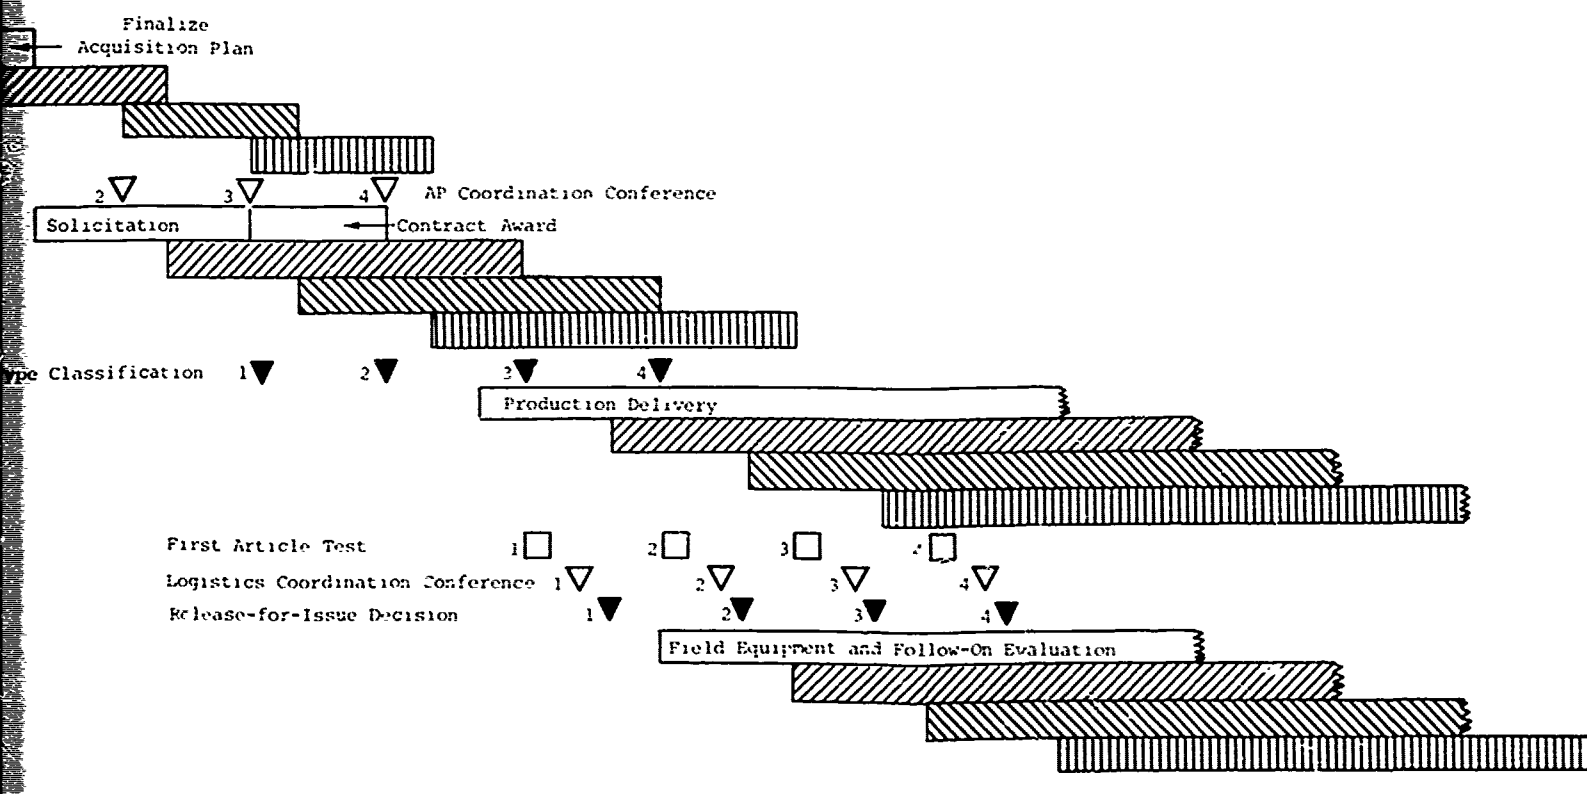 Finalize
Acquisition Plan
2 3 4 AP Coordination Conference
Solicitation Contract Award
ype Classification 1 2 3 4
Production Delivery
First Article Test 1 2 3
Logistics Coordination Conference 1 2 3 4
Release-for-Issue Decision 1 2 3 4
Field Equipment and Follow-On Evaluation